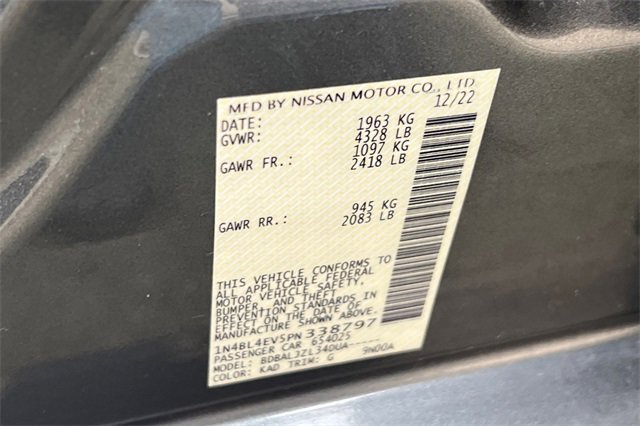 MFD BY NISSAN MOTOR CO., LTD.
DATE: 12/22
GVWR: 1963 KG
4328 LB
GAWR FR.: 1097 KG
2418 LB
GAWR RR.: 945 KG
2083 LB
THIS VEHICLE CONFORMS TO
ALL APPLICABLE FEDERAL
MOTOR VEHICLE SAFETY,
BUMPER, AND THEFT
PREVENTION STANDARDS IN
EFFECT ON THE DATE OF
MANUFACTURE SHOWN ABOVE.
1N4BL4EV5PN338797
PASSENGER CAR 654025
MODEL: BDBALJZL34DUA-----
COLOR: KAD TRIM: G 9N00A